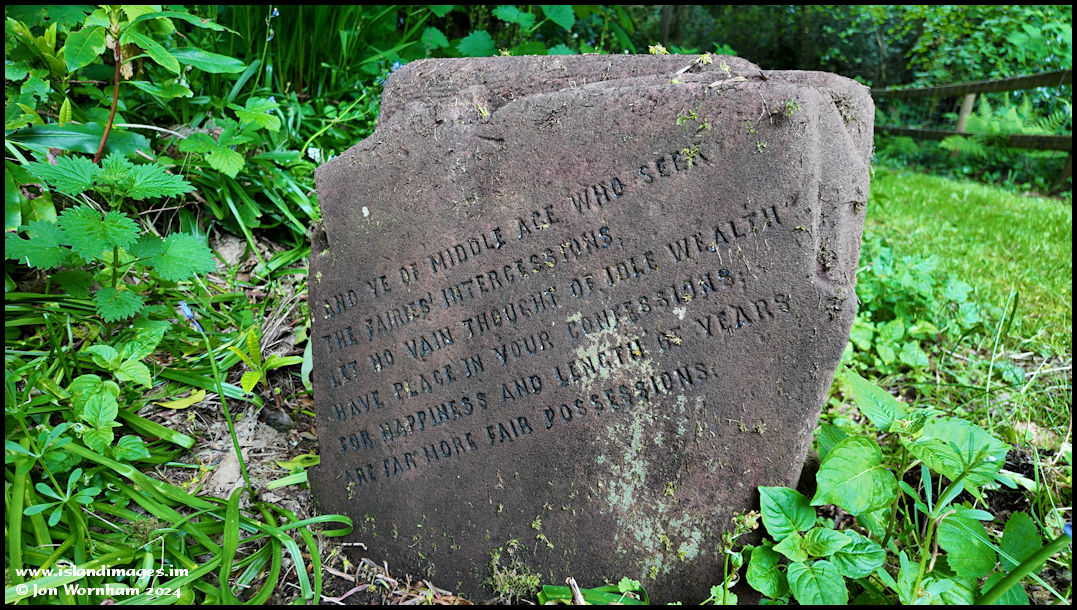 AND YE OF MIDDLE AGE WHO SEEK
THE FAIRIES' INTERCESSIONS,
LET NO VAIN THOUGHT OF IDLE WEALTH
HAVE PLACE IN YOUR CONFESSIONS;
FOR HAPPINESS AND LENGTH OF YEARS
ARE FAR MORE FAIR POSSESSIONS.
www.islandimages.im
© Jon Wornham 2024